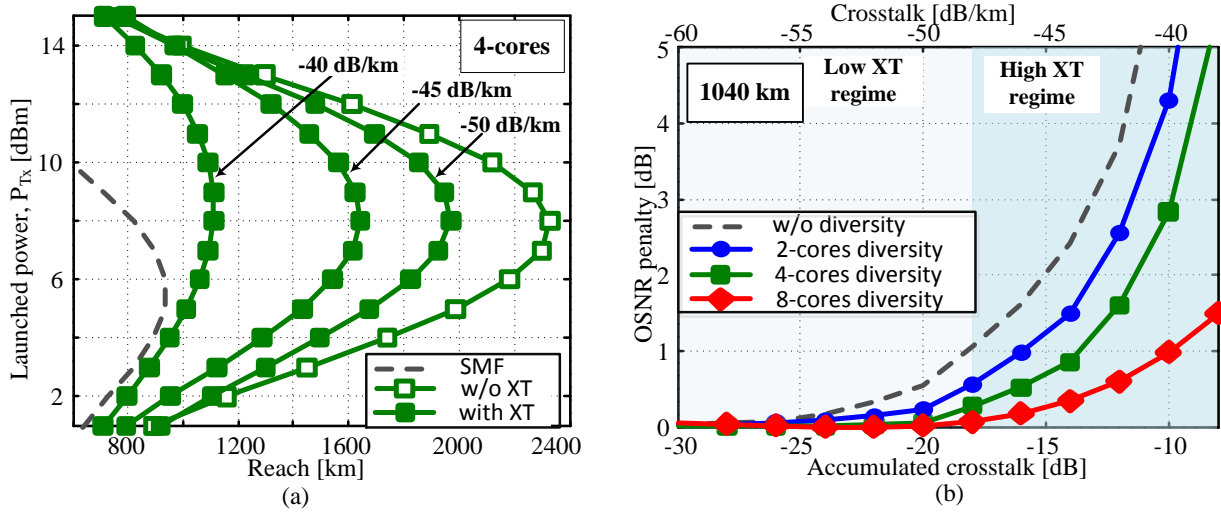 14
10
6
2
Launched power, P_Tx [dBm]
4-cores
-40 dB/km
-45 dB/km
-50 dB/km
SMF
w/o XT
with XT
800 1200 1600 2000 2400
Reach [km]
(a)
Crosstalk [dB/km]
-60 -55 -50 -45 -40
5
4
3
2
1
0
OSNR penalty [dB]
1040 km
Low XT
regime
High XT
regime
w/o diversity
2-cores diversity
4-cores diversity
8-cores diversity
-30 -25 -20 -15 -10
Accumulated crosstalk [dB]
(b)